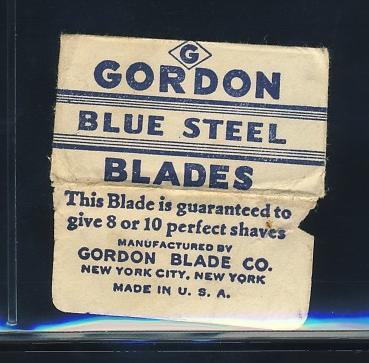 G
GORDON
BLUE STEEL
BLADES
This Blade is guaranteed to
give 8 or 10 perfect shaves
MANUFACTURED BY
GORDON BLADE CO.
NEW YORK CITY, NEW YORK
MADE IN U. S. A.